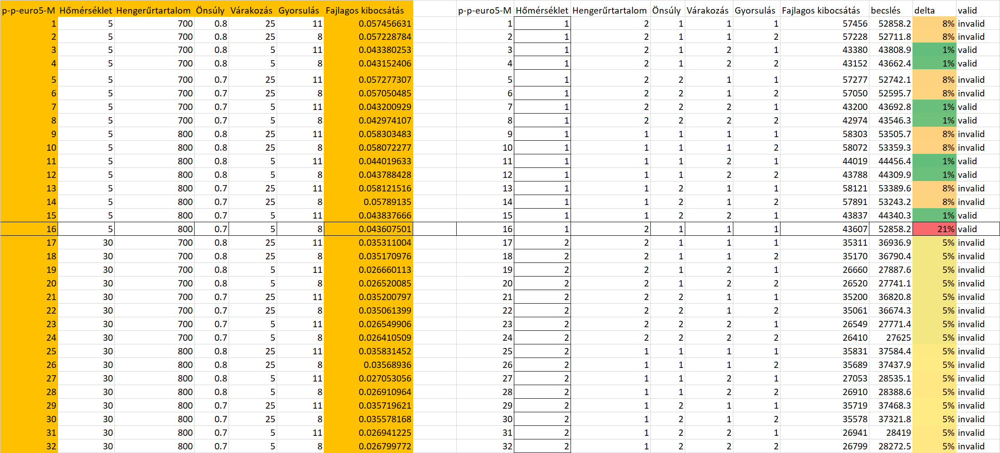 p-p-euro5-M Hőmérséklet Hengerűrtartalom Önsúly Várakozás Gyorsulás Fajlagos kibocsátás p-p-euro5-M Hőmérséklet Hengerűrtartalom Önsúly Várakozás Gyorsulás Fajlagos kibocsátás becslés delta valid
1 5 700 0.8 25 11 0.057456631 1 1 2 1 1 1 57456 52858.2 8% invalid
2 5 700 0.8 25 8 0.057228784 2 1 2 1 1 2 57228 52711.8 8% invalid
3 5 700 0.8 5 11 0.043380253 3 1 2 1 2 1 43380 43808.9 1% valid
4 5 700 0.8 5 8 0.043152406 4 1 2 1 2 2 43152 43662.4 1% valid
5 5 700 0.7 25 11 0.057277307 5 1 2 2 1 1 57277 52742.1 8% invalid
6 5 700 0.7 25 8 0.057050485 6 1 2 2 1 2 57050 52595.7 8% invalid
7 5 700 0.7 5 11 0.043200929 7 1 2 2 2 1 43200 43692.8 1% valid
8 5 700 0.7 5 8 0.042974107 8 1 2 2 2 2 42974 43546.3 1% valid
9 5 800 0.8 25 11 0.058303483 9 1 1 1 1 1 58303 53505.7 8% invalid
10 5 800 0.8 25 8 0.058072277 10 1 1 1 1 2 58072 53359.3 8% invalid
11 5 800 0.8 5 11 0.044019633 11 1 1 1 2 1 44019 44456.4 1% valid
12 5 800 0.8 5 8 0.043788428 12 1 1 1 2 2 43788 44309.9 1% valid
13 5 800 0.7 25 11 0.058121516 13 1 1 2 1 1 58121 53389.6 8% invalid
14 5 800 0.7 25 8 0.05789135 14 1 1 2 1 2 57891 53243.2 8% invalid
15 5 800 0.7 5 11 0.043837666 15 1 1 2 2 1 43837 44340.3 1% valid
16 5 800 0.7 5 8 0.043607501 16 1 2 1 1 1 43607 52858.2 21% valid
17 30 700 0.8 25 11 0.035311004 17 2 2 1 1 1 35311 36936.9 5% invalid
18 30 700 0.8 25 8 0.035170976 18 2 2 1 1 2 35170 36790.4 5% invalid
19 30 700 0.8 5 11 0.026660113 19 2 2 1 2 1 26660 27887.6 5% invalid
20 30 700 0.8 5 8 0.026520085 20 2 2 1 2 2 26520 27741.1 5% invalid
21 30 700 0.7 25 11 0.035200797 21 2 2 2 1 1 35200 36820.8 5% invalid
22 30 700 0.7 25 8 0.035061399 22 2 2 2 1 2 35061 36674.3 5% invalid
23 30 700 0.7 5 11 0.026549906 23 2 2 2 2 1 26549 27771.4 5% invalid
24 30 700 0.7 5 8 0.026410509 24 2 2 2 2 2 26410 27625 5% invalid
25 30 800 0.8 25 11 0.035831452 25 2 1 1 1 1 35831 37584.4 5% invalid
26 30 800 0.8 25 8 0.03568936 26 2 1 1 1 2 35689 37437.9 5% invalid
27 30 800 0.8 5 11 0.027053056 27 2 1 1 2 1 27053 28535.1 5% invalid
28 30 800 0.8 5 8 0.026910964 28 2 1 1 2 2 26910 28388.6 5% invalid
29 30 800 0.7 25 11 0.035719621 29 2 1 2 1 1 35719 37468.3 5% invalid
30 30 800 0.7 25 8 0.035578168 30 2 1 2 1 2 35578 37321.8 5% invalid
31 30 800 0.7 5 11 0.026941225 31 2 1 2 2 1 26941 28419 5% invalid
32 30 800 0.7 5 8 0.026799772 32 2 1 2 2 2 26799 28272.5 5% invalid